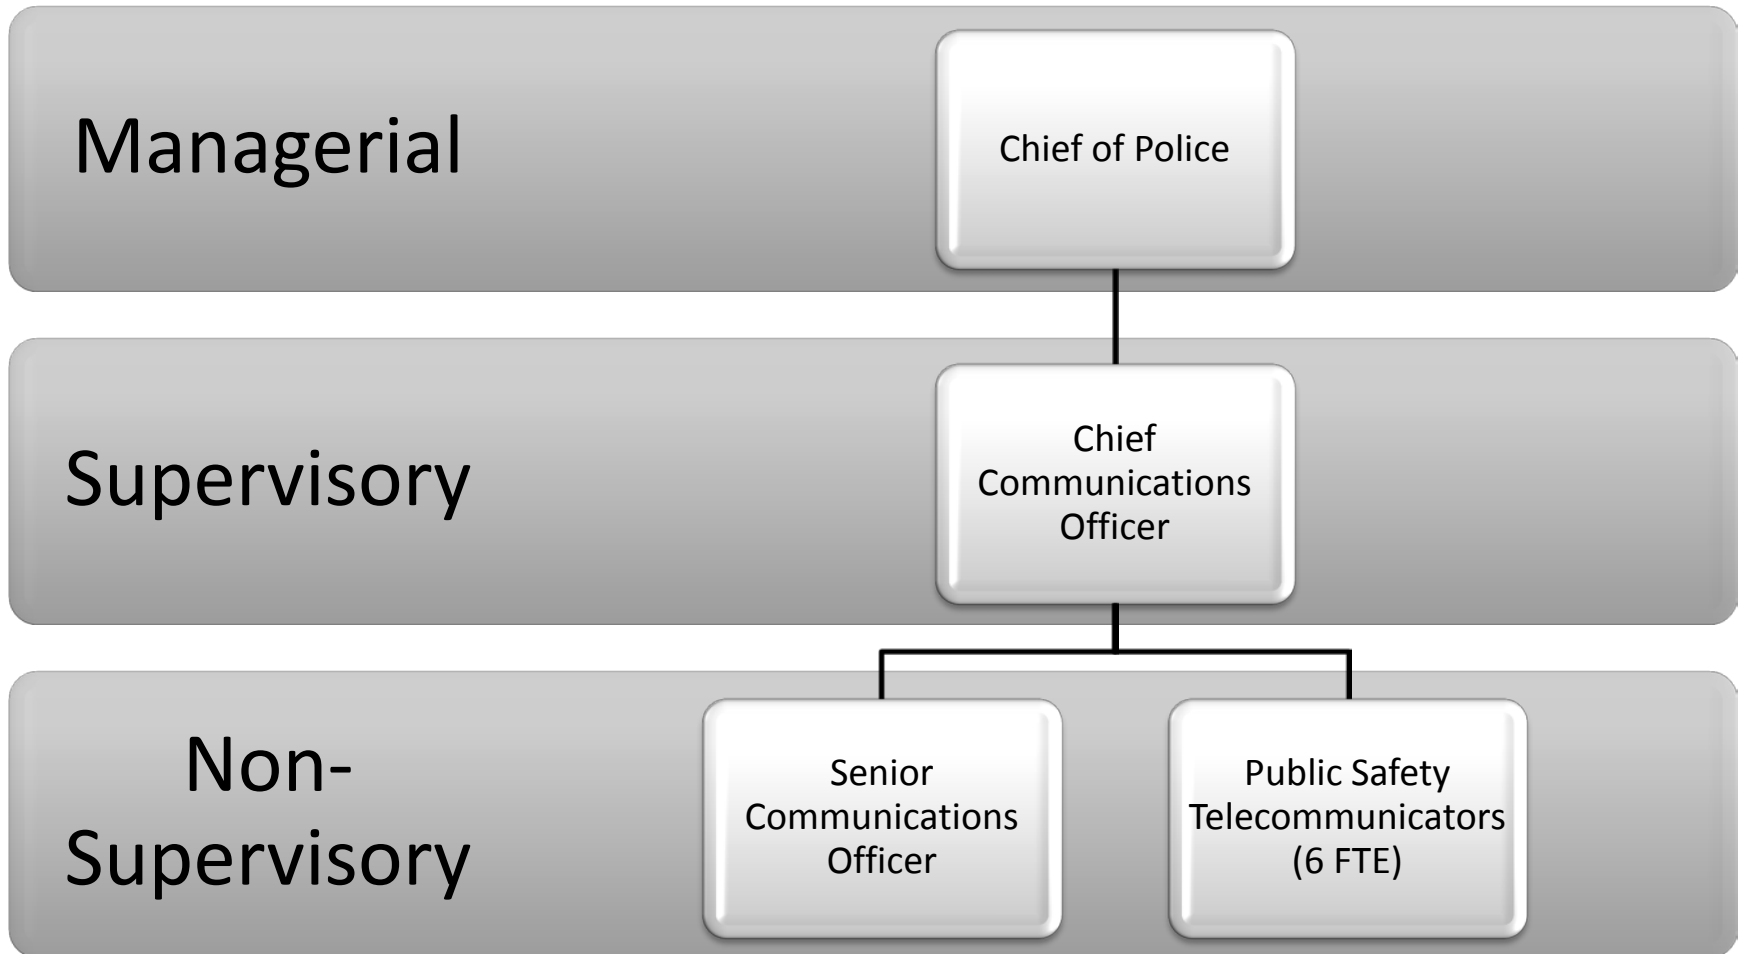 Managerial
Chief of Police
Supervisory
Chief
Communications
Officer
Non-
Supervisory
Senior
Communications
Officer
Public Safety
Telecommunicators
(6 FTE)